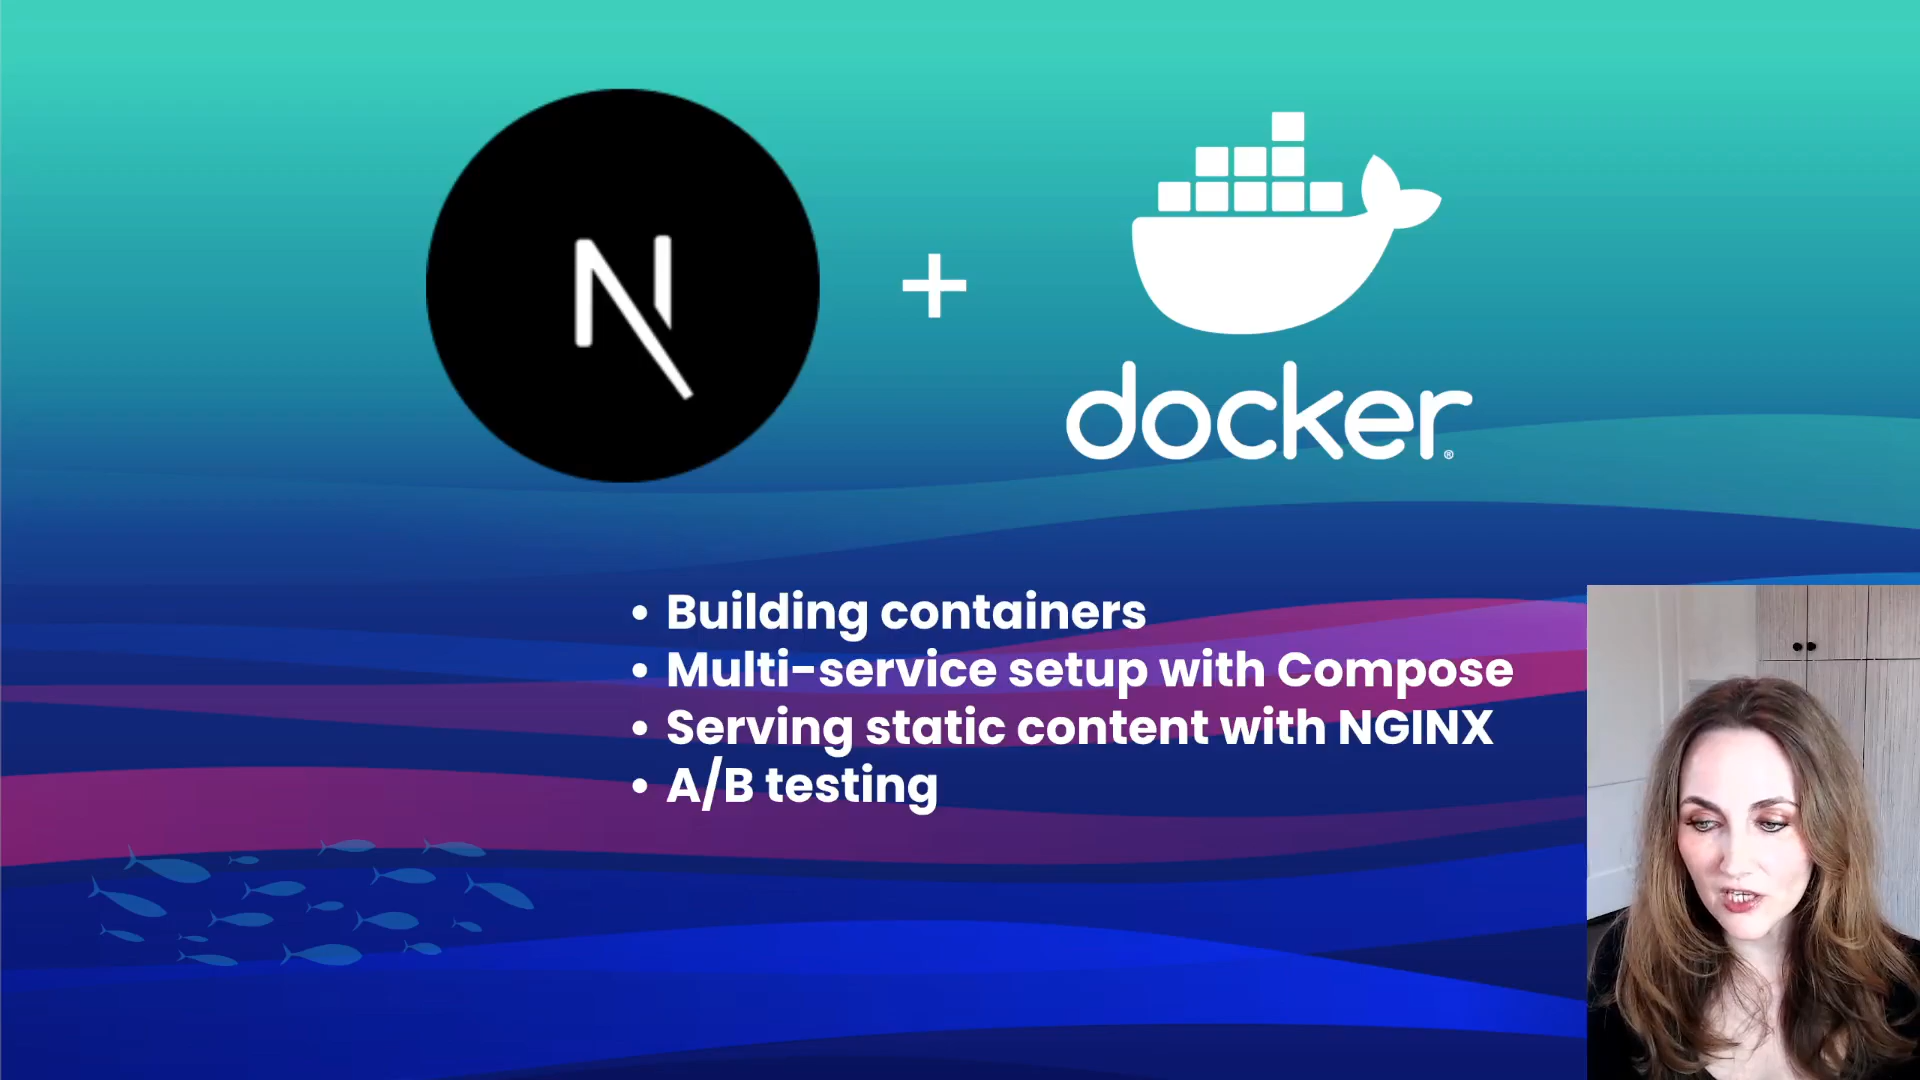 N
+
docker®
• Building containers
• Multi-service setup with Compose
• Serving static content with NGINX
• A/B testing